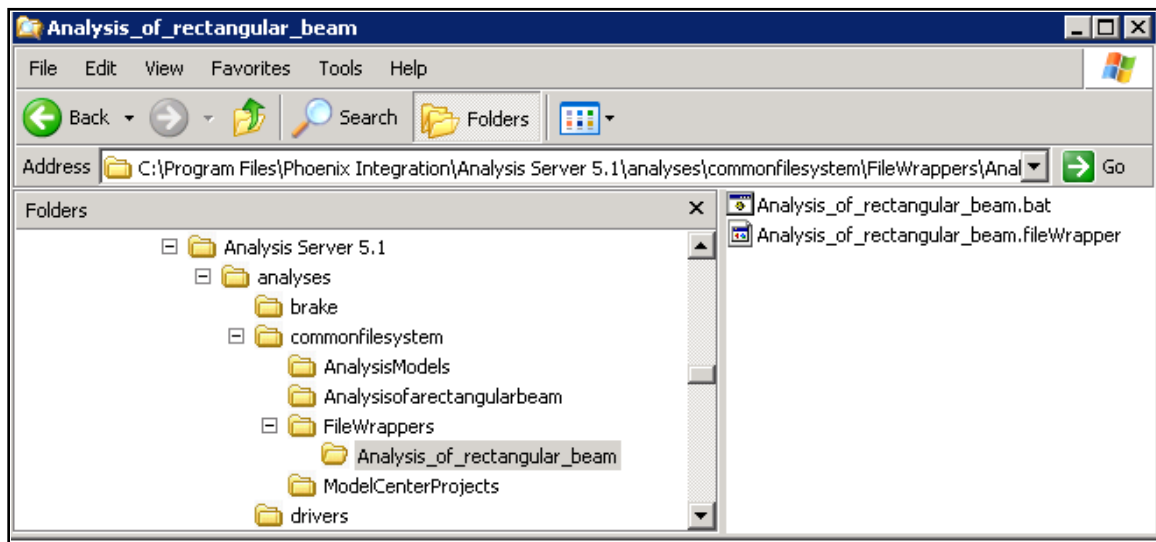 Analysis_of_rectangular_beam
File Edit View Favorites Tools Help
Back Search Folders
Address C:\Program Files\Phoenix Integration\Analysis Server 5.1\analyses\commonfilesystem\FileWrappers\Anal Go
Folders
Analysis Server 5.1
analyses
brake
commonfilesystem
AnalysisModels
Analysisofarectangularbeam
FileWrappers
Analysis_of_rectangular_beam
ModelCenterProjects
drivers
Analysis_of_rectangular_beam.bat
Analysis_of_rectangular_beam.fileWrapper